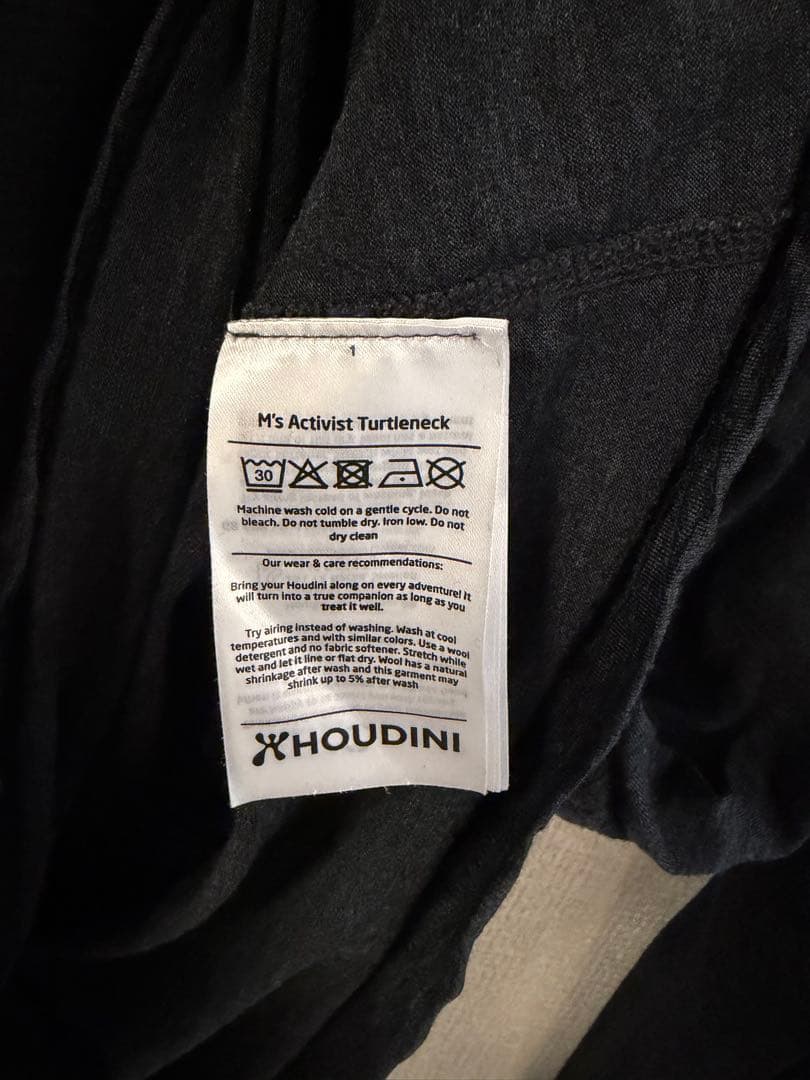 1
M's Activist Turtleneck
30
Machine wash cold on a gentle cycle. Do not
bleach. Do not tumble dry. Iron low. Do not
dry clean
Our wear & care recommendations:
Bring your Houdini along on every adventure! It
will turn into a true companion as long as you
treat it well.
Try airing instead of washing. Wash at cool
temperatures and with similar colors. Use a wool
detergent and no fabric softener. Stretch while
wet and let it line or flat dry. Wool has a natural
shrinkage after wash and this garment may
shrink up to 5% after wash
HOUDINI